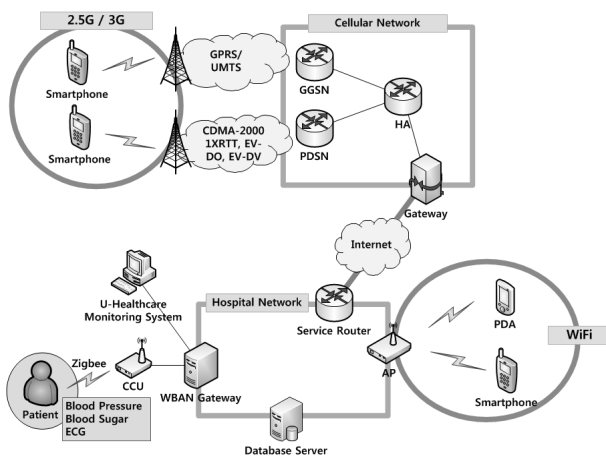 2.5G / 3G
Cellular Network
GPRS/
UMTS
Smartphone
GGSN
HA
CDMA-2000
1XRTT, EV-
DO, EV-DV
Smartphone
PDSN
Gateway
Internet
U-Healthcare
Monitoring System
Hospital Network
Service Router
PDA
WiFi
Zigbee
CCU
WBAN Gateway
AP
Smartphone
Patient
Blood Pressure
Blood Sugar
ECG
Database Server